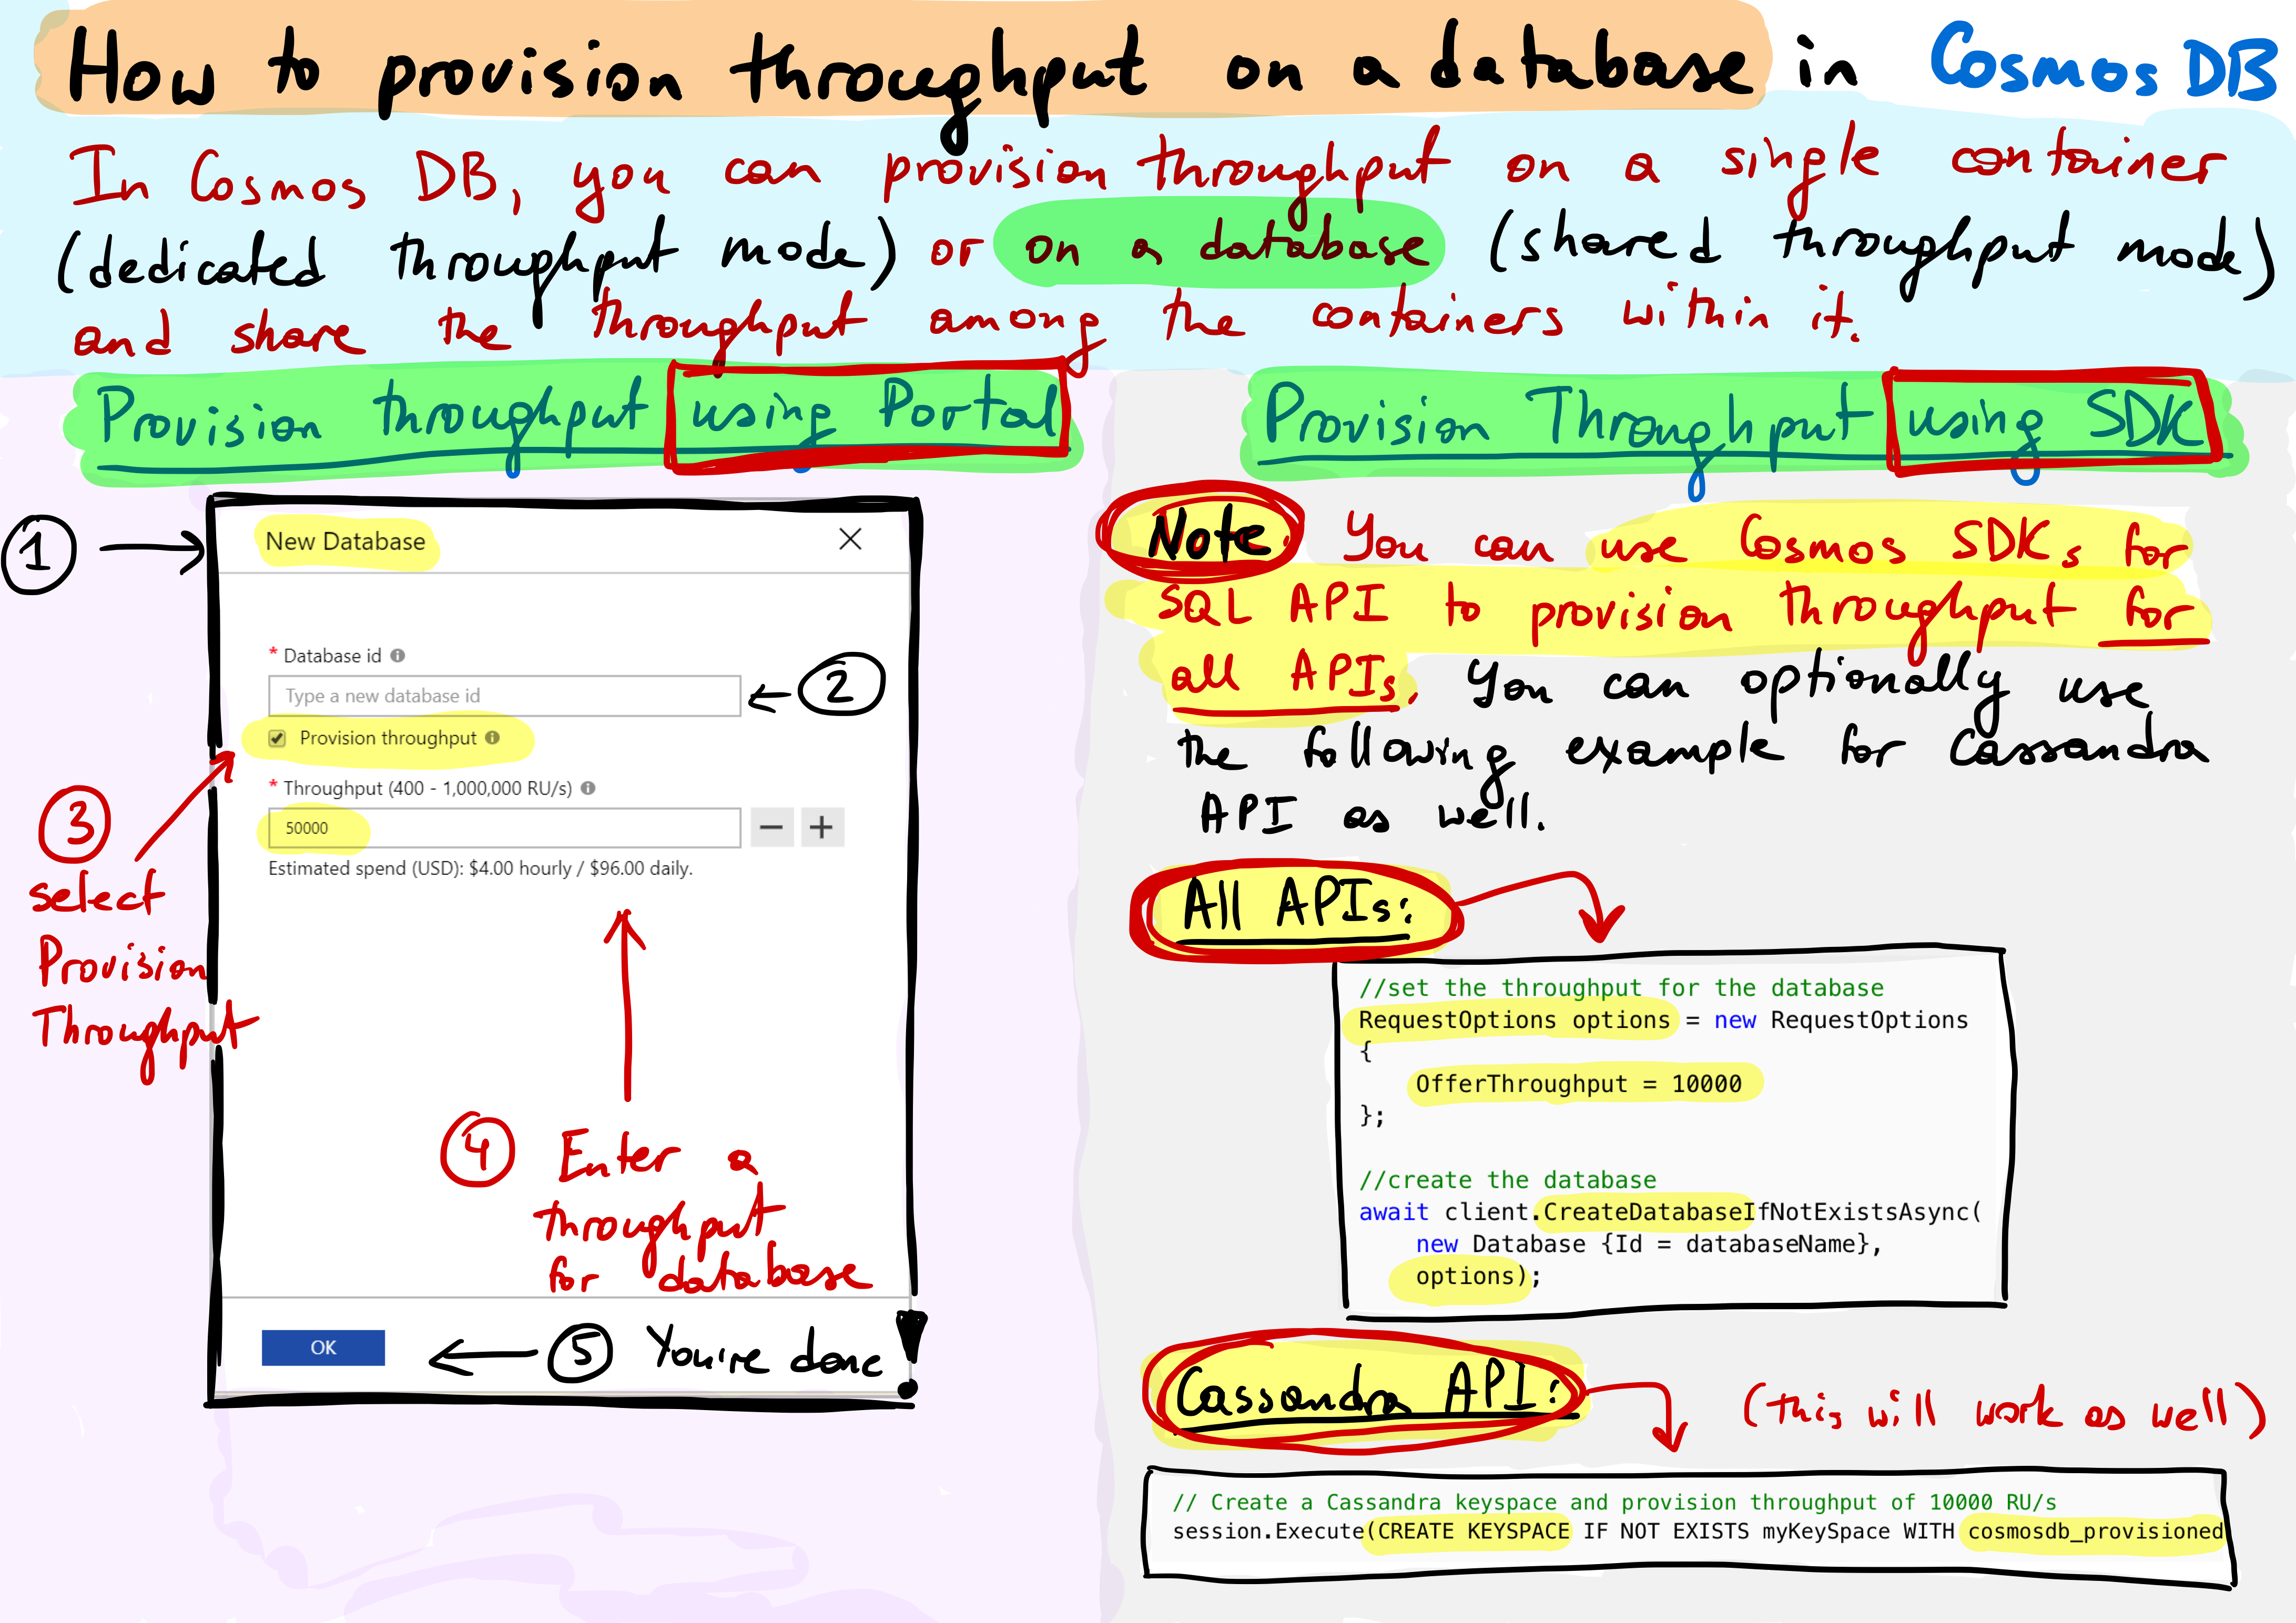 How to provision throughput on a database in Cosmos DB
In Cosmos DB, you can provision throughput on a single container
(dedicated throughput mode) or on a database (shared throughput mode)
and share the throughput among the containers within it.
Provision throughput using Portal
1
New Database
* Database id
Type a new database id
2
Provision throughput
* Throughput (400 - 1,000,000 RU/s)
50000
Estimated spend (USD): $4.00 hourly / $96.00 daily.
3
select
Provision
Throughput
4 Enter a
throughput
for database
OK
5 You're done
Provision Throughput using SDK
Note: You can use Cosmos SDKs for
SQL API to provision throughput for
all APIs. You can optionally use
the following example for Cassandra
API as well.
All APIs:
//set the throughput for the database
RequestOptions options = new RequestOptions
{
OfferThroughput = 10000
};
//create the database
await client.CreateDatabaseIfNotExistsAsync(
new Database {Id = databaseName},
options);
Cassandra API:
(this will work as well)
// Create a Cassandra keyspace and provision throughput of 10000 RU/s
session.Execute(CREATE KEYSPACE IF NOT EXISTS myKeySpace WITH cosmosdb_provisioned